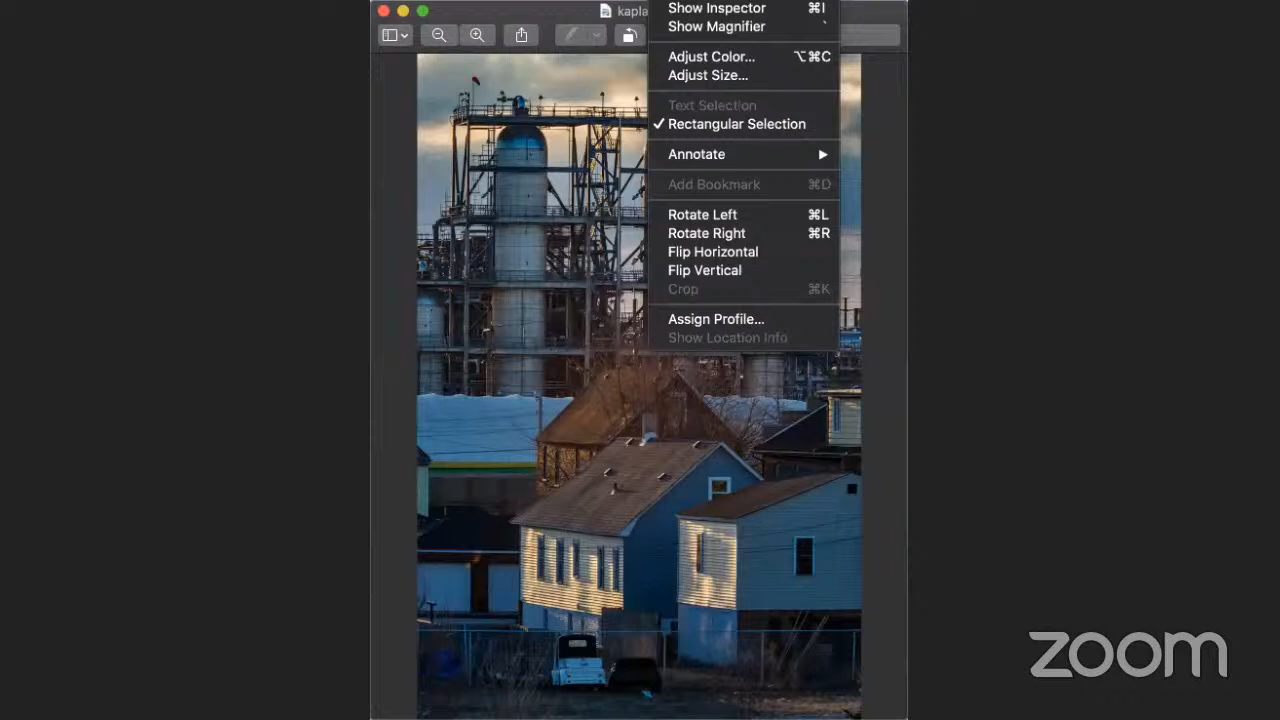 kapla
Show Inspector ⌘I
Show Magnifier `
Adjust Color... ⌥⌘C
Adjust Size...
Text Selection
✓ Rectangular Selection
Annotate ▶
Add Bookmark ⌘D
Rotate Left ⌘L
Rotate Right ⌘R
Flip Horizontal
Flip Vertical
Crop ⌘K
Assign Profile...
Show Location Info
zoom